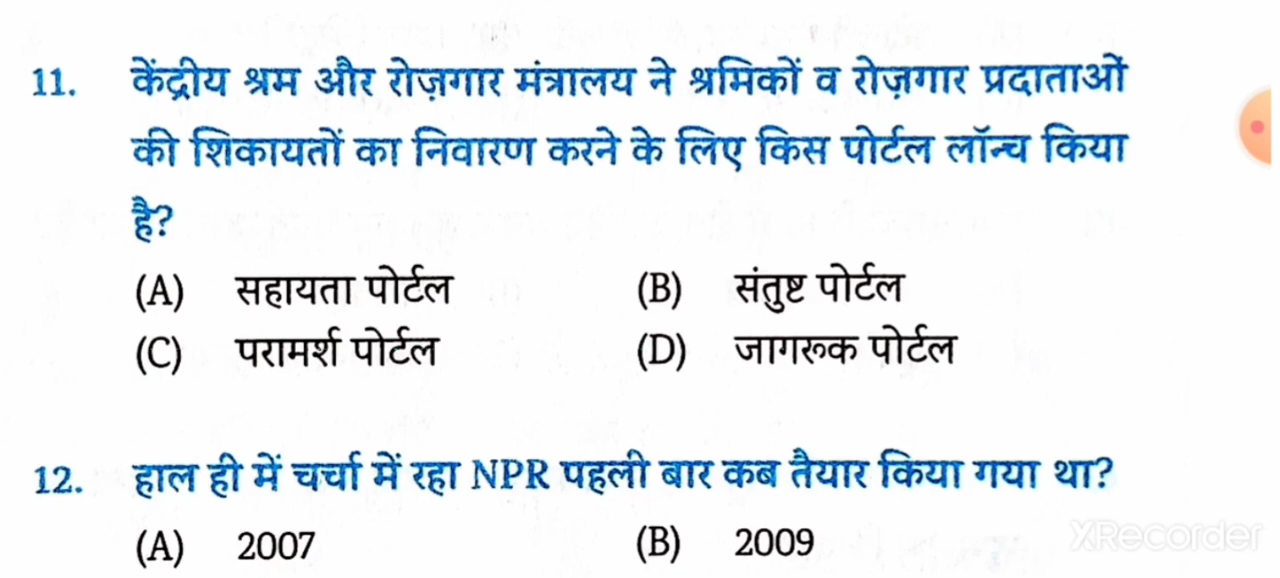 11. केंद्रीय श्रम और रोज़गार मंत्रालय ने श्रमिकों व रोज़गार प्रदाताओं
की शिकायतों का निवारण करने के लिए किस पोर्टल लॉन्च किया
है?
(A) सहायता पोर्टल (B) संतुष्ट पोर्टल
(C) परामर्श पोर्टल (D) जागरूक पोर्टल
12. हाल ही में चर्चा में रहा NPR पहली बार कब तैयार किया गया था?
(A) 2007 (B) 2009
XRecorder